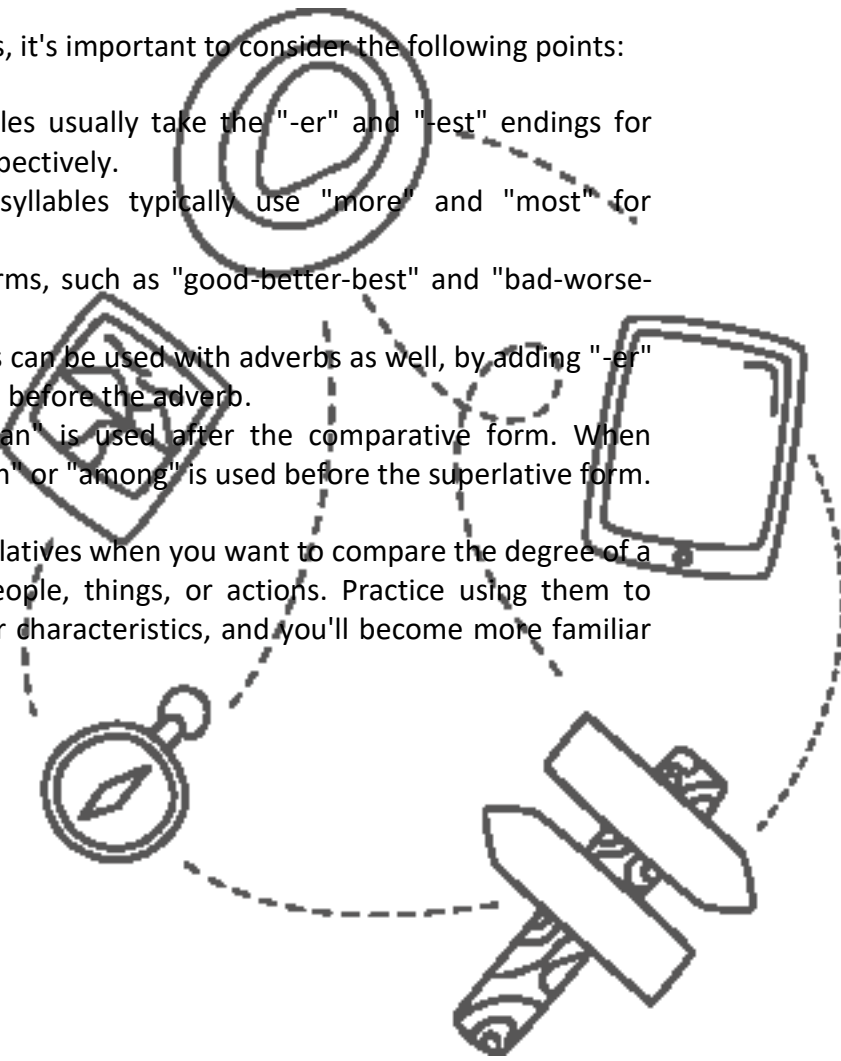 s, it's important to consider the following points:
les usually take the "-er" and "-est" endings for
pectively.
syllables typically use "more" and "most" for
rms, such as "good-better-best" and "bad-worse-
s can be used with adverbs as well, by adding "-er"
before the adverb.
an" is used after the comparative form. When
n" or "among" is used before the superlative form.
latives when you want to compare the degree of a
eople, things, or actions. Practice using them to
r characteristics, and you'll become more familiar